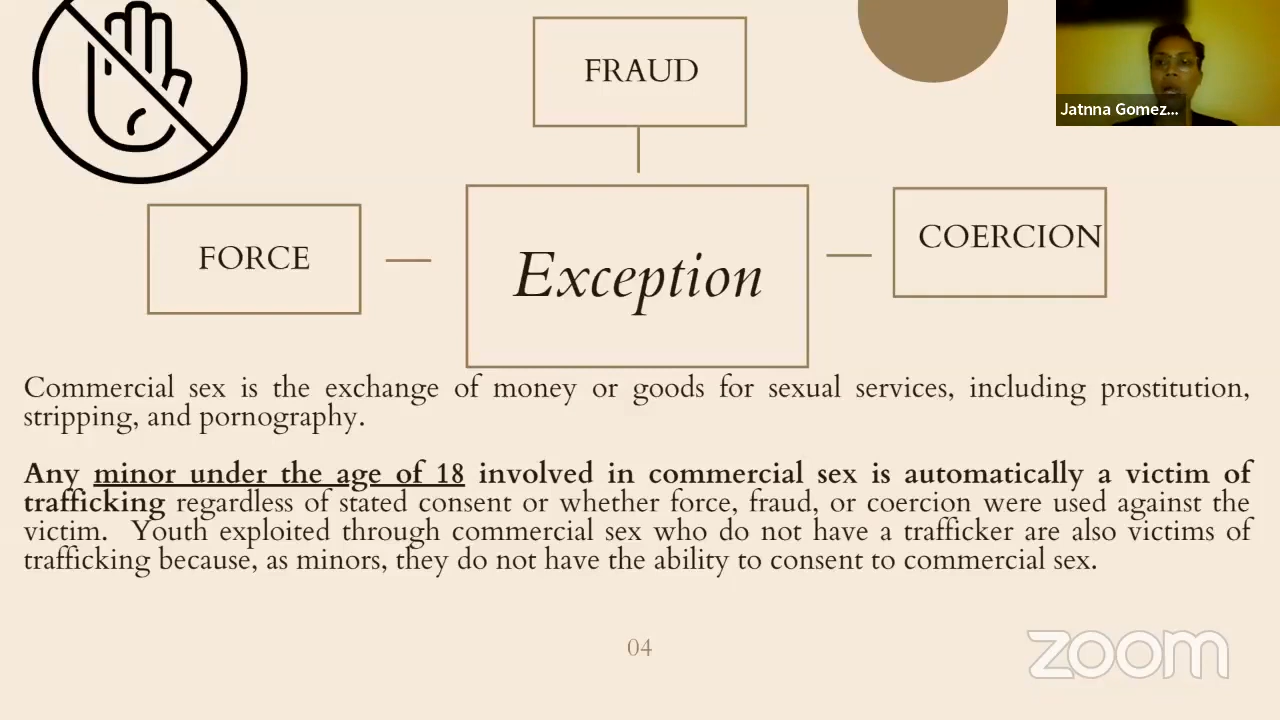 FRAUD
Jatnna Gomez...
FORCE
Exception
COERCION
Commercial sex is the exchange of money or goods for sexual services, including prostitution,
stripping, and pornography.
Any minor under the age of 18 involved in commercial sex is automatically a victim of
trafficking regardless of stated consent or whether force, fraud, or coercion were used against the
victim. Youth exploited through commercial sex who do not have a trafficker are also victims of
trafficking because, as minors, they do not have the ability to consent to commercial sex.
04
zoom